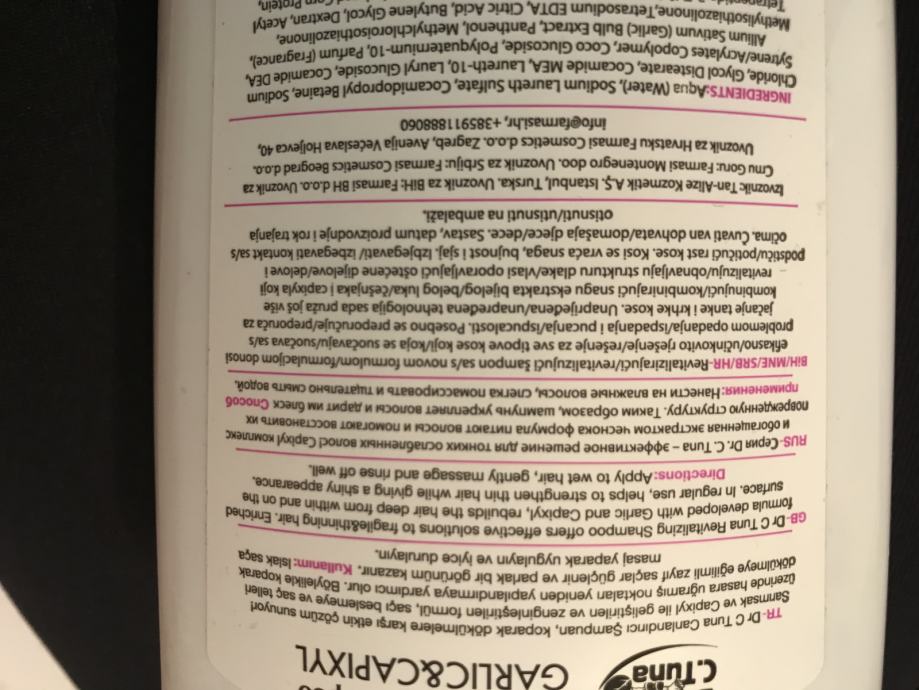 C.Tuna
GARLIC&CAPIXYL
TR-Dr C Tuna Canlandırıcı Şampuan, koparak dökülmelere karşı etkin çözüm sunuyor!
Sarımsak ve Capixyl ile geliştirilen ve zenginleştirilen formül, saçı beslemeye ve saç telleri
üzerinde hasara uğramış noktaları yeniden yapılandırmaya yardımcı olur. Böylelikle koparak
dökülmeye eğilimli zayıf saçlar güçlenir ve parlak bir görünüm kazanır. Kullanım: Islak saça
masaj yaparak uygulayın ve iyice durulayın.
GB-Dr C Tuna Revitalizing Shampoo offers effective solutions to fragile&thinning hair. Enriched
formula developed with Garlic and Capixyl, rebuilds the hair deep from within and on the
surface. In regular use, helps to strengthen thin hair while giving a shiny appearance.
Directions: Apply to wet hair, gently massage and rinse off well.
RUS-Серия Dr. C. Tuna – эффективное решение для тонких ослабленных волос! Capixyl комплекс
и обогащенная экстрактом чеснока формула питают волосы и помогают восстановить их
поврежденную структуру. Таким образом, шампунь укрепляет волосы и дарит им блеск Способ
применения: Нанести на влажные волосы, слегка помассировать и тщательно смыть водой.
BiH/MNE/SRB/HR-Revitalizirajući/revitalizujući šampon sa/s novom formulom/formulacijom donosi
efikasno/učinkovito rješenje/rešenje za sve tipove kose koji/koja se suočavaju/suočava sa/s
problemom opadanja/ispadanja i pucanja/ispucalosti. Posebno se preporučuje/preporuča za
jačanje tanke i krhke kose. Unaprijeđena/unapređena tehnologija sada pruža još više
kombinujući/kombinirajući snagu ekstrakta bijelog/belog luka/češnjaka i capixyla koji
revitalizuju/obnavljaju strukturu dlake/vlasi oporavljajući oštećene dijelove/delove i
podstiču/potičući rast kose. Kosi se vraća snaga, bujnost i sjaj. Izbjegavati/ izbegavati kontakt sa/s
očima. Čuvati van dohvata/domašaja djece/dece. Sastav, datum proizvodnje i rok trajanja
otisnuti/utisnuti na ambalaži.
Izvoznik: Tan-Alize Kozmetik A.Ş. Istanbul, Turska. Uvoznik za BiH: Farmasi BH d.o.o. Uvoznik za
Crnu Goru: Farmasi Montenegro doo. Uvoznik za Srbiju: Farmasi Cosmetics Beograd d.o.o.
Uvoznik za Hrvatsku Farmasi Cosmetics d.o.o. Zagreb, Avenija Većeslava Holjevca 40,
info@farmasi.hr, +38591 1888060
INGREDIENTS: Aqua (Water), Sodium Laureth Sulfate, Cocamidopropyl Betaine, Sodium
Chloride, Glycol Distearate, Cocamide MEA, Laureth-10, Lauryl Glucoside, Cocamide DEA,
Sytrene/Acrylates Copolymer, Coco Glucoside, Polyquaternium-10, Parfum (Fragrance),
Allium Sativum (Garlic) Bulb Extract, Panthenol, Methylchloroisothiazolinone,
Methylisothiazolinone, Tetrasodium EDTA, Citric Acid, Butylene Glycol, Dextran, Acetyl